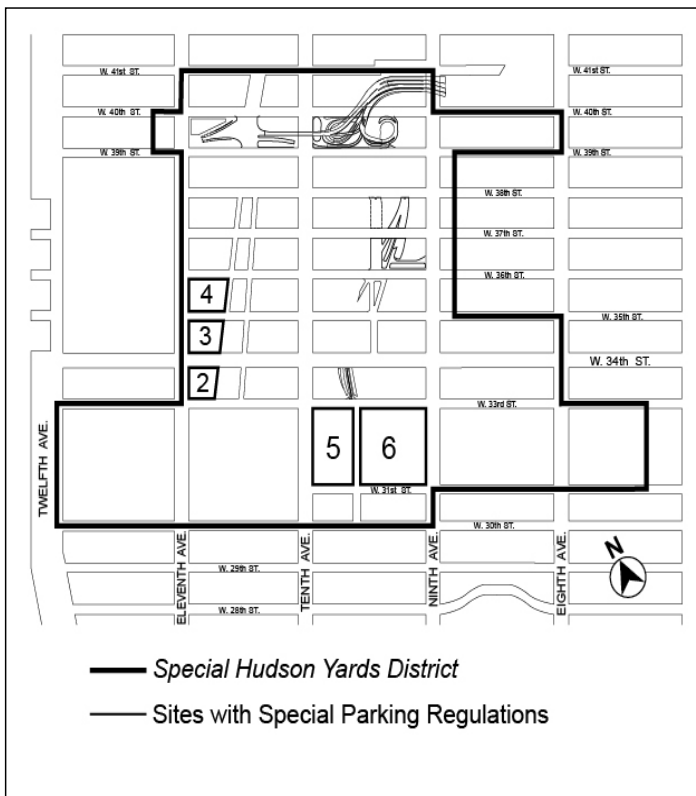 W. 41st ST.
W. 41st ST.
W. 40th ST.
W. 40th ST.
W. 39th ST.
W. 39th ST.
W. 38th ST.
W. 37th ST.
W. 36th ST.
4
W. 35th ST.
3
W. 34th ST.
2
W. 33rd ST.
5
6
TWELFTH AVE.
W. 31st ST.
W. 30th ST.
ELEVENTH AVE.
TENTH AVE.
NINTH AVE.
EIGHTH AVE.
N
W. 29th ST.
W. 28th ST.
Special Hudson Yards District
Sites with Special Parking Regulations